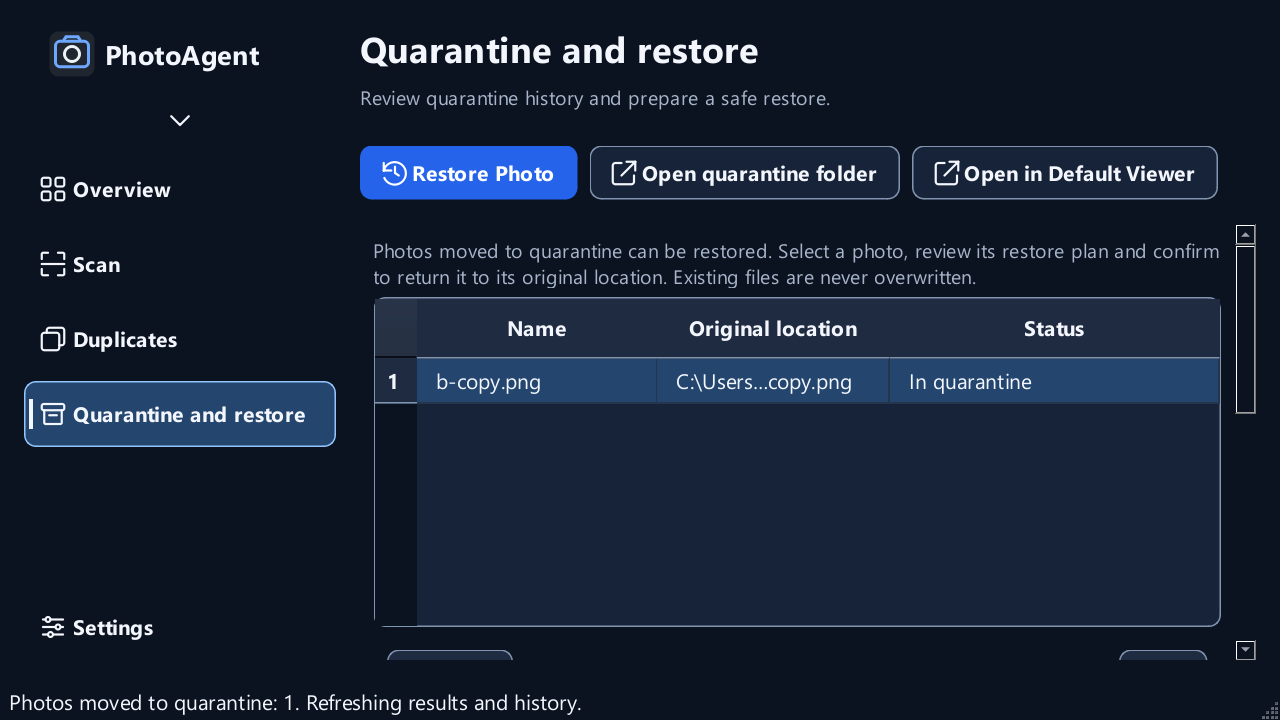 PhotoAgent
Overview
Scan
Duplicates
Quarantine and restore
Settings
Quarantine and restore
Review quarantine history and prepare a safe restore.
Restore Photo
Open quarantine folder
Open in Default Viewer
Photos moved to quarantine can be restored. Select a photo, review its restore plan and confirm
to return it to its original location. Existing files are never overwritten.
Name Original location Status
1 b-copy.png C:\Users...copy.png In quarantine
Photos moved to quarantine: 1. Refreshing results and history.